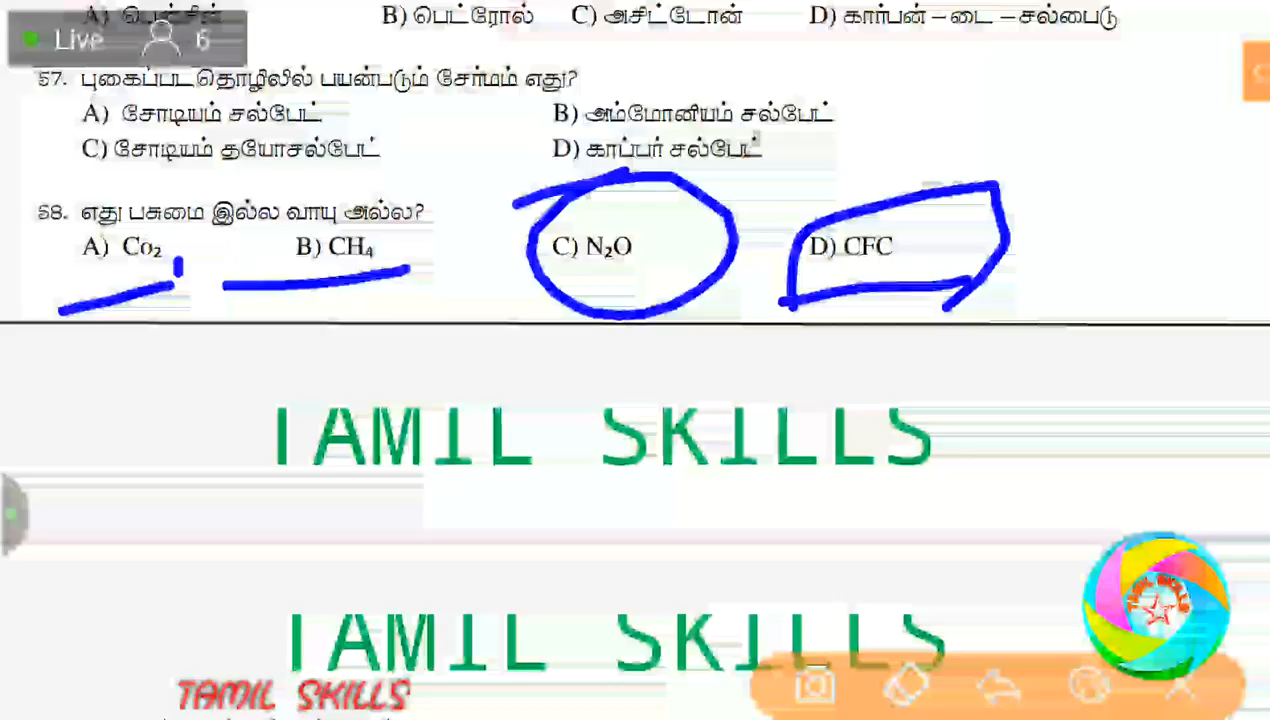 A) பென்சீன் B) பெட்ரோல் C) அசிட்டோன் D) கார்பன் – டை – சல்பைடு
Live 6
57. புகைப்படதொழிலில் பயன்படும் சேர்மம் எது?
A) சோடியம் சல்பேட் B) அம்மோனியம் சல்பேட்
C) சோடியம் தயோசல்பேட் D) காப்பர் சல்பேட்
58. எது பசுமை இல்ல வாயு அல்ல?
A) Co₂ B) CH₄ C) N₂O D) CFC
TAMIL SKILLS
TAMIL SKILLS
TAMIL SKILLS